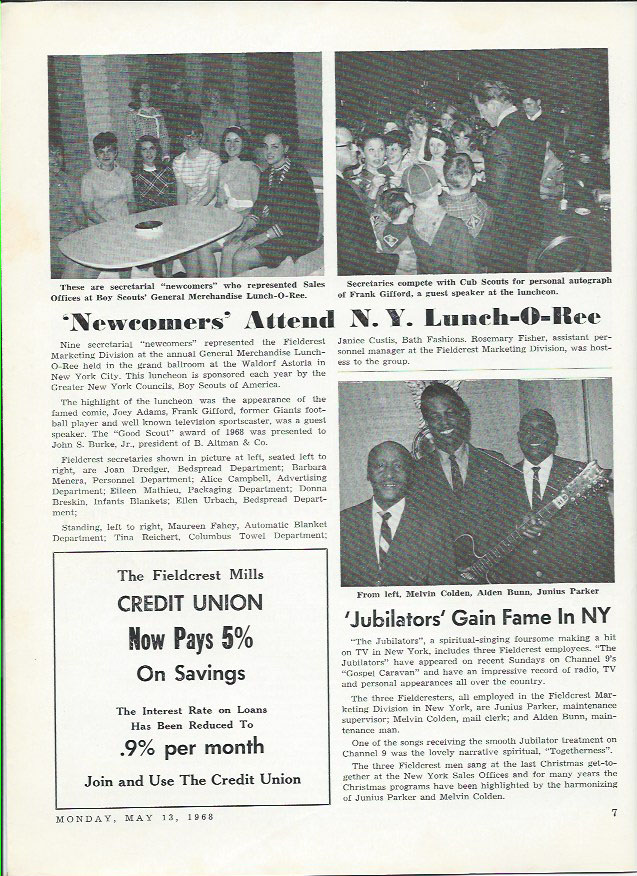 These are secretarial "newcomers" who represented Sales
Offices at Boy Scouts' General Merchandise Lunch-O-Ree.
Secretaries compete with Cub Scouts for personal autograph
of Frank Gifford, a guest speaker at the luncheon.
'Newcomers' Attend N. Y. Lunch-O-Ree
Nine secretarial "newcomers" represented the Fieldcrest
Marketing Division at the annual General Merchandise Lunch-
O-Ree held in the grand ballroom at the Waldorf Astoria in
New York City. This luncheon is sponsored each year by the
Greater New York Councils, Boy Scouts of America.
The highlight of the luncheon was the appearance of the
famed comic, Joey Adams, Frank Gifford, former Giants foot-
ball player and well known television sportscaster, was a guest
speaker. The "Good Scout" award of 1968 was presented to
John S. Burke, Jr., president of B. Altman & Co.
Fieldcrest secretaries shown in picture at left, seated left to
right, are Joan Dredger, Bedspread Department; Barbara
Menera, Personnel Department; Alice Campbell, Advertising
Department; Eileen Mathieu, Packaging Department; Donna
Breskin, Infants Blankets; Ellen Urbach, Bedspread Depart-
ment;
Standing, left to right, Maureen Fahey, Automatic Blanket
Department; Tina Reichert, Columbus Towel Department;
Janice Custis, Bath Fashions. Rosemary Fisher, assistant per-
sonnel manager at the Fieldcrest Marketing Division, was host-
ess to the group.
The Fieldcrest Mills
CREDIT UNION
Now Pays 5%
On Savings
The Interest Rate on Loans
Has Been Reduced To
.9% per month
Join and Use The Credit Union
From left, Melvin Colden, Alden Bunn, Junius Parker
'Jubilators' Gain Fame In NY
"The Jubilators", a spiritual-singing foursome making a hit
on TV in New York, includes three Fieldcrest employees. "The
Jubilators" have appeared on recent Sundays on Channel 9's
"Gospel Caravan" and have an impressive record of radio, TV
and personal appearances all over the country.
The three Fieldcresters, all employed in the Fieldcrest Mar-
keting Division in New York, are Junius Parker, maintenance
supervisor; Melvin Colden, mail clerk; and Alden Bunn, main-
tenance man.
One of the songs receiving the smooth Jubilator treatment on
Channel 9 was the lovely narrative spiritual, "Togetherness".
The three Fieldcrest men sang at the last Christmas get-to-
gether at the New York Sales Offices and for many years the
Christmas programs have been highlighted by the harmonizing
of Junius Parker and Melvin Colden.
MONDAY, MAY 13, 1968
7